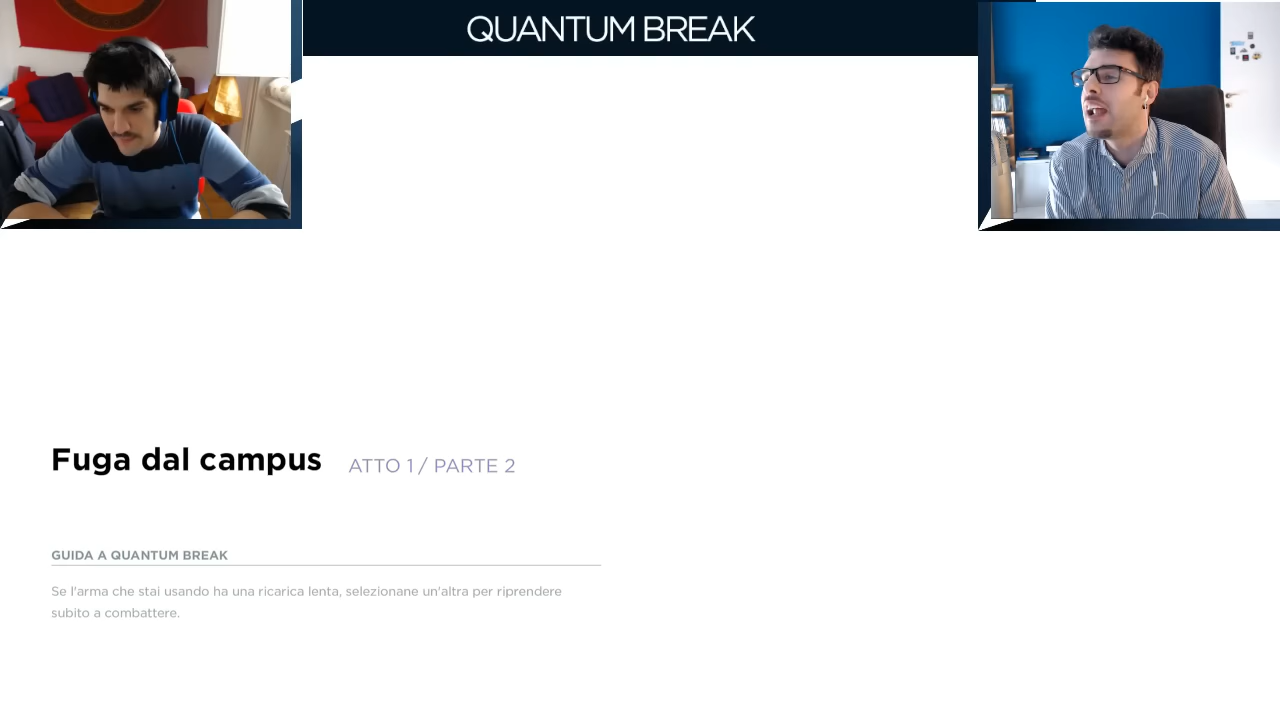 QUANTUM BREAK
Fuga dal campus
ATTO 1 / PARTE 2
GUIDA A QUANTUM BREAK
Se l'arma che stai usando ha una ricarica lenta, selezionane un'altra per riprendere
subito a combattere.